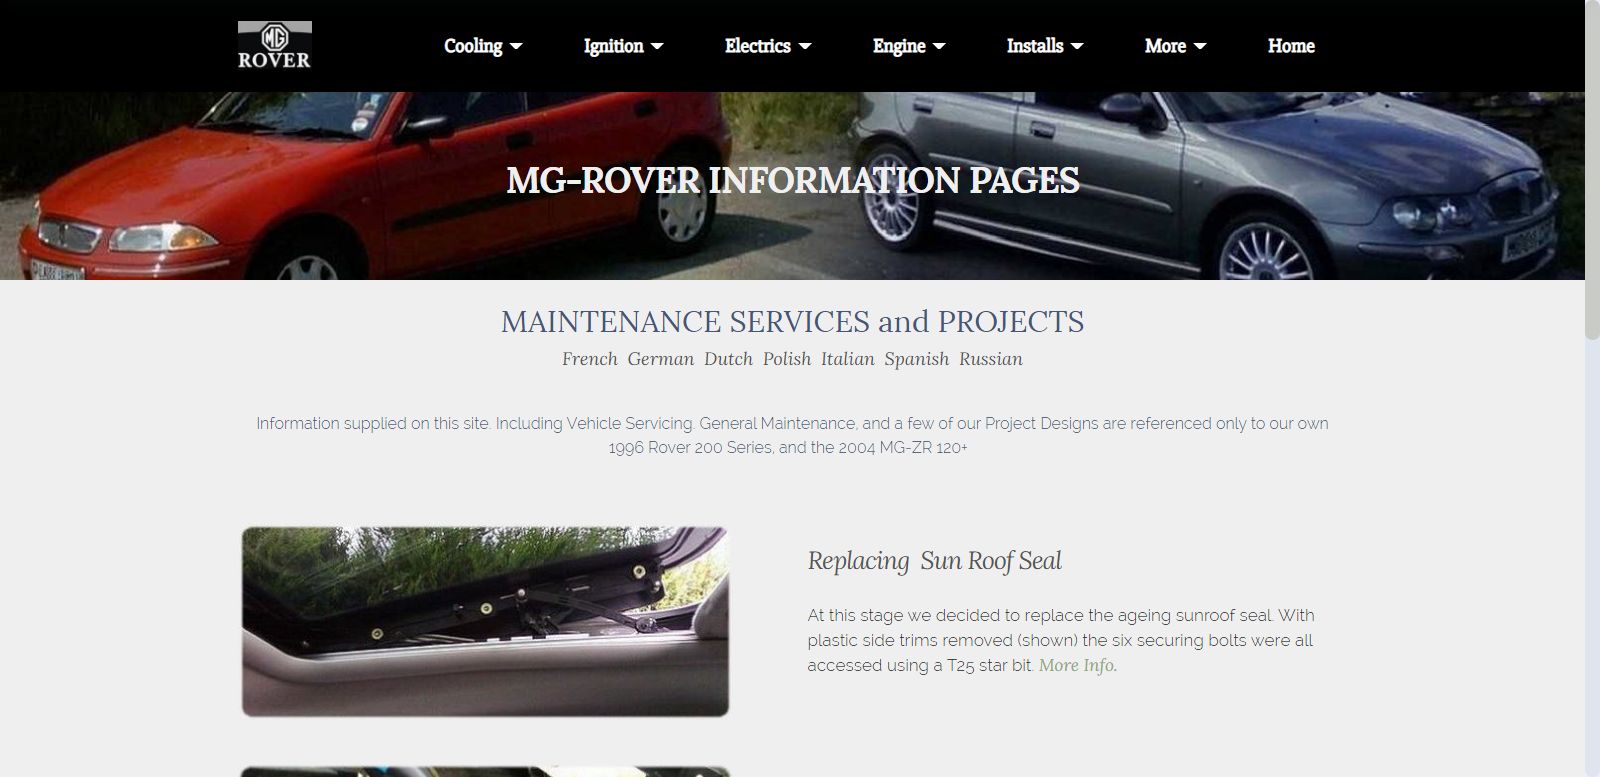 MG
ROVER
Cooling Ignition Electrics Engine Installs More Home
MG-ROVER INFORMATION PAGES
MAINTENANCE SERVICES and PROJECTS
French German Dutch Polish Italian Spanish Russian
Information supplied on this site. Including Vehicle Servicing. General Maintenance, and a few of our Project Designs are referenced only to our own
1996 Rover 200 Series, and the 2004 MG-ZR 120+
Replacing Sun Roof Seal
At this stage we decided to replace the ageing sunroof seal. With
plastic side trims removed (shown) the six securing bolts were all
accessed using a T25 star bit. More Info.